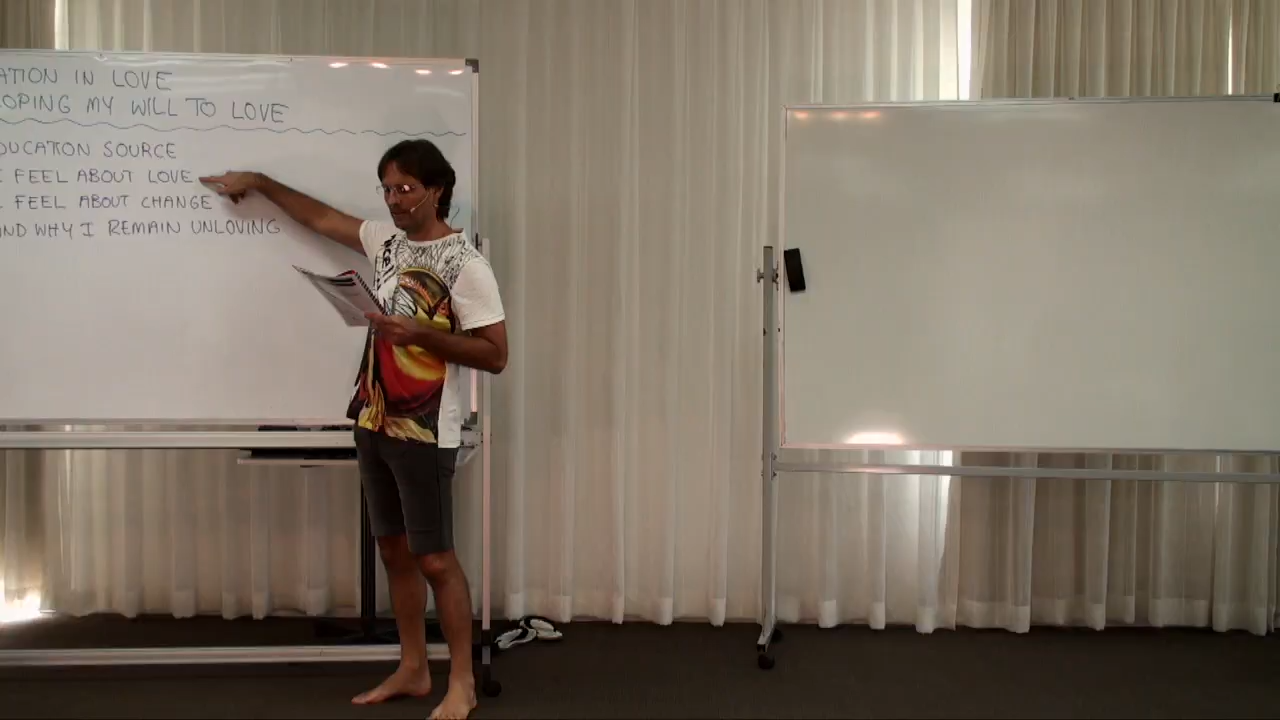 ATION IN LOVE
OPING MY WILL TO LOVE
DUCATION SOURCE
I FEEL ABOUT LOVE
I FEEL ABOUT CHANGE
AND WHY I REMAIN UNLOVING